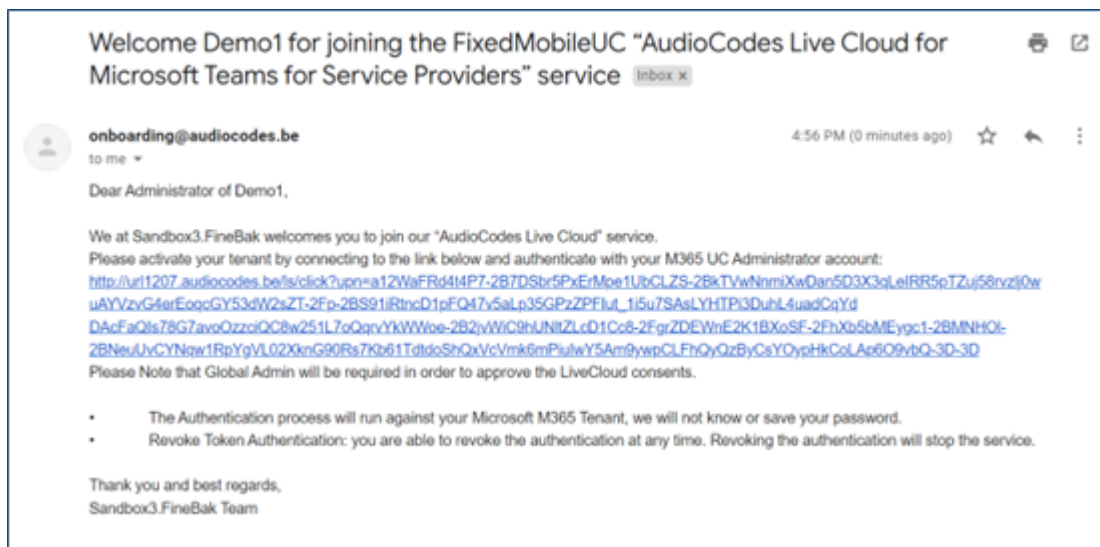 Welcome Demo1 for joining the FixedMobileUC “AudioCodes Live Cloud for
Microsoft Teams for Service Providers” service Inbox x
onboarding@audiocodes.be
4:56 PM (0 minutes ago)
to me
Dear Administrator of Demo1,
We at Sandbox3.FineBak welcomes you to join our “AudioCodes Live Cloud” service.
Please activate your tenant by connecting to the link below and authenticate with your M365 UC Administrator account:
Please Note that Global Admin will be required in order to approve the LiveCloud consents.
• The Authentication process will run against your Microsoft M365 Tenant, we will not know or save your password.
• Revoke Token Authentication: you are able to revoke the authentication at any time. Revoking the authentication will stop the service.
Thank you and best regards,
Sandbox3.FineBak Team